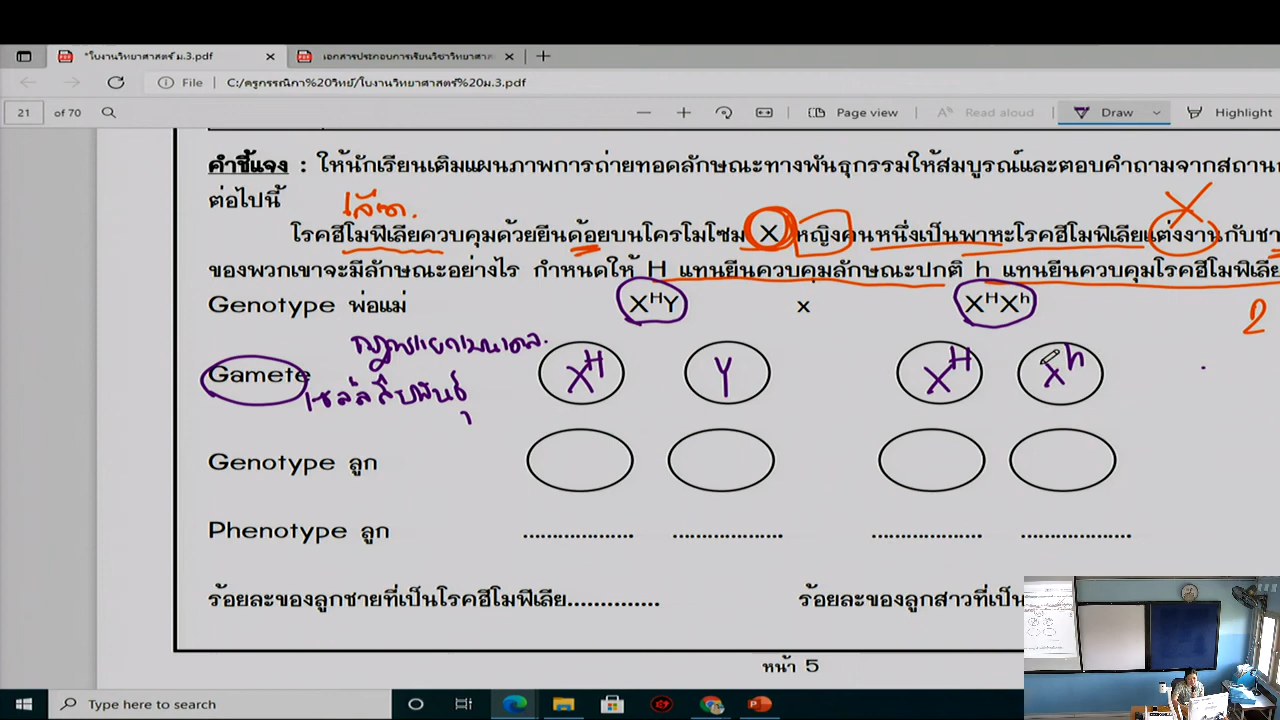 ใบงานวิทยาศาสตร์ ม.3.pdf
เอกสารประกอบการเรียนวิชาวิทยาศาส
File C:/ครูกรรณิกา%20วิทย์/ใบงานวิทยาศาสตร์%20ม.3.pdf
21 of 70 Page view Read aloud Draw Highlight
คำชี้แจง : ให้นักเรียนเติมแผนภาพการถ่ายทอดลักษณะทางพันธุกรรมให้สมบูรณ์และตอบคำถามจากสถาน
ต่อไปนี้
เลือด.
โรคฮีโมฟีเลียควบคุมด้วยยีนด้อยบนโครโมโซม X หญิงคนหนึ่งเป็นพาหะโรคฮีโมฟีเลียแต่งงานกับชา
ของพวกเขาจะมีลักษณะอย่างไร กำหนดให้ H แทนยีนควบคุมลักษณะปกติ h แทนยีนควบคุมโรคฮีโมฟีเลีย
Genotype พ่อแม่ XᴴY x XᴴXʰ
2
Gamete Xᴴ Y Xᴴ Xʰ
เซลล์สืบพันธุ์
Genotype ลูก
Phenotype ลูก .................. .................. .................. ..................
ร้อยละของลูกชายที่เป็นโรคฮีโมฟีเลีย.............. ร้อยละของลูกสาวที่เป็น
หน้า 5
Type here to search